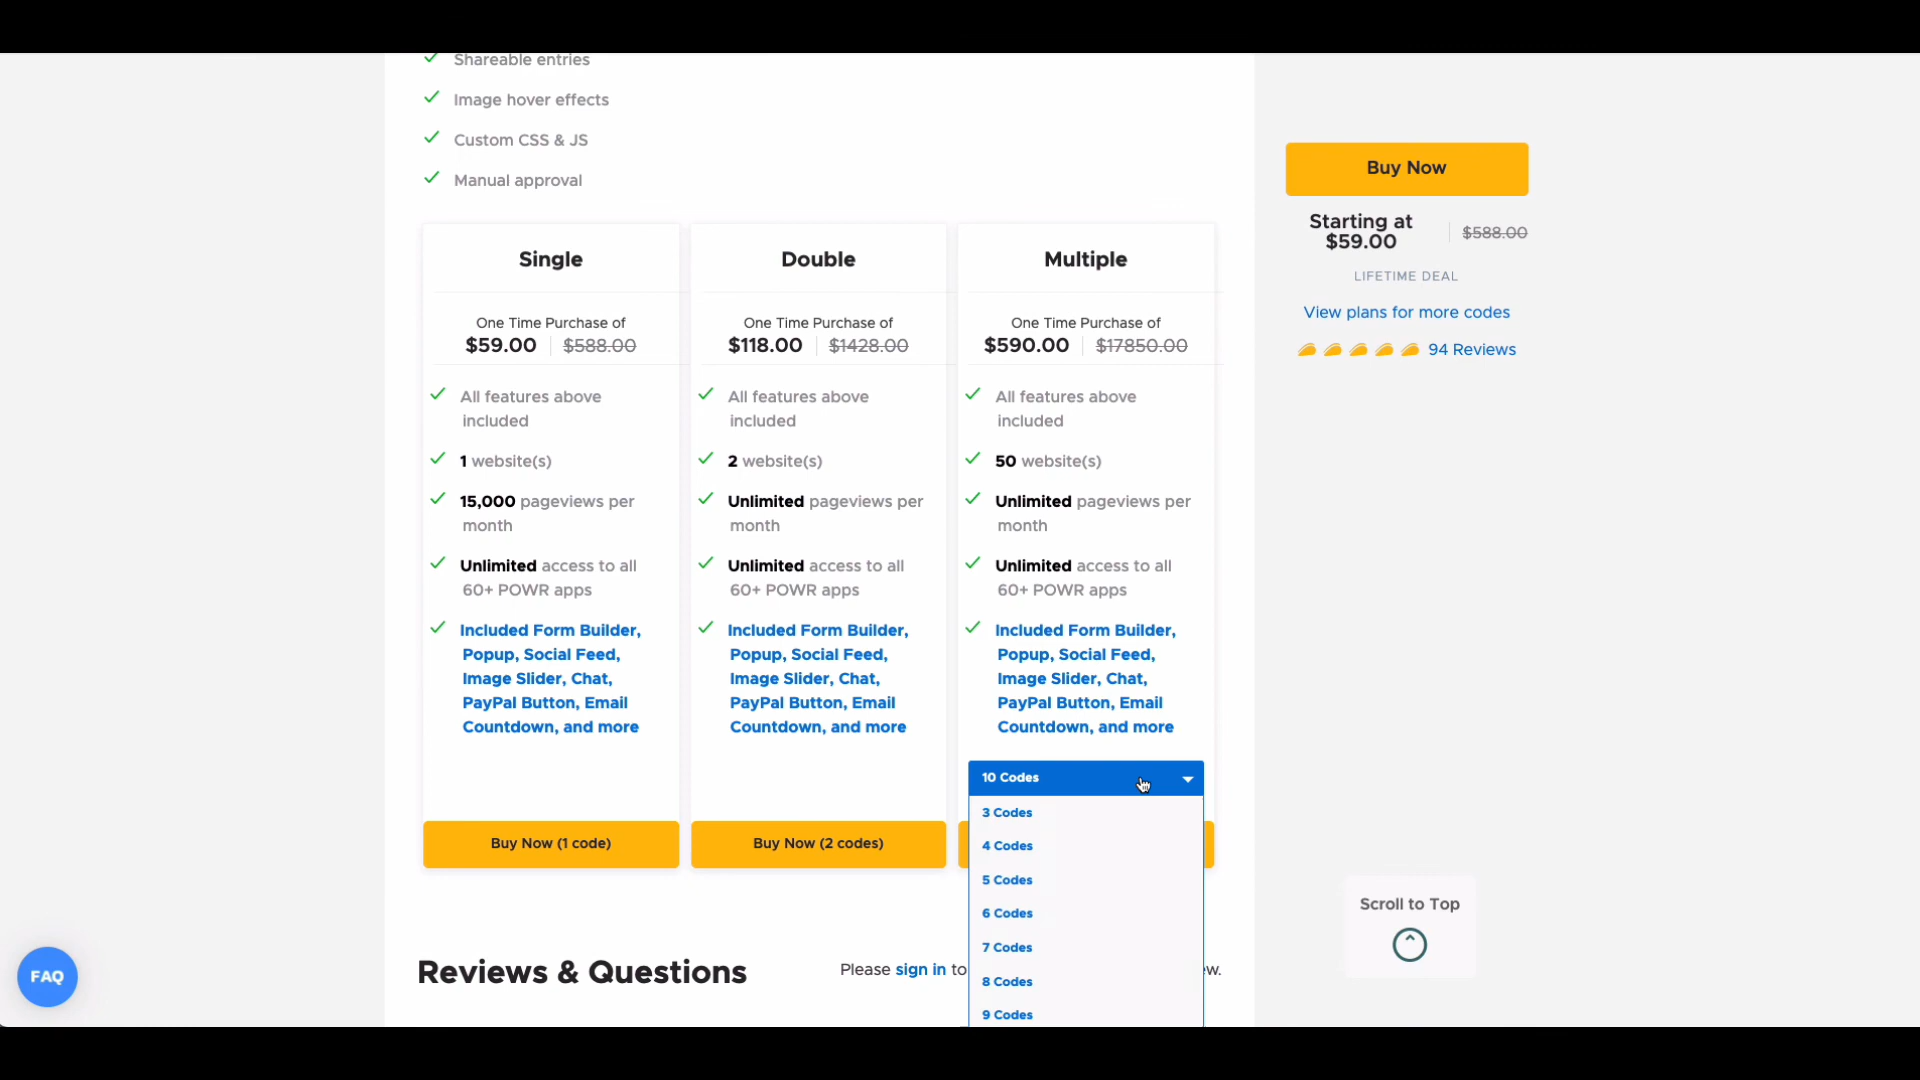 Shareable entries
Image hover effects
Custom CSS & JS
Manual approval
Single
One Time Purchase of
$59.00 $588.00
All features above
included
1 website(s)
15,000 pageviews per
month
Unlimited access to all
60+ POWR apps
Included Form Builder,
Popup, Social Feed,
Image Slider, Chat,
PayPal Button, Email
Countdown, and more
Buy Now (1 code)
Double
One Time Purchase of
$118.00 $1428.00
All features above
included
2 website(s)
Unlimited pageviews per
month
Unlimited access to all
60+ POWR apps
Included Form Builder,
Popup, Social Feed,
Image Slider, Chat,
PayPal Button, Email
Countdown, and more
Buy Now (2 codes)
Multiple
One Time Purchase of
$590.00 $17850.00
All features above
included
50 website(s)
Unlimited pageviews per
month
Unlimited access to all
60+ POWR apps
Included Form Builder,
Popup, Social Feed,
Image Slider, Chat,
PayPal Button, Email
Countdown, and more
10 Codes
3 Codes
4 Codes
5 Codes
6 Codes
7 Codes
8 Codes
9 Codes
Buy Now
Starting at
$59.00 $588.00
LIFETIME DEAL
View plans for more codes
94 Reviews
Scroll to Top
FAQ
Reviews & Questions
Please sign in to